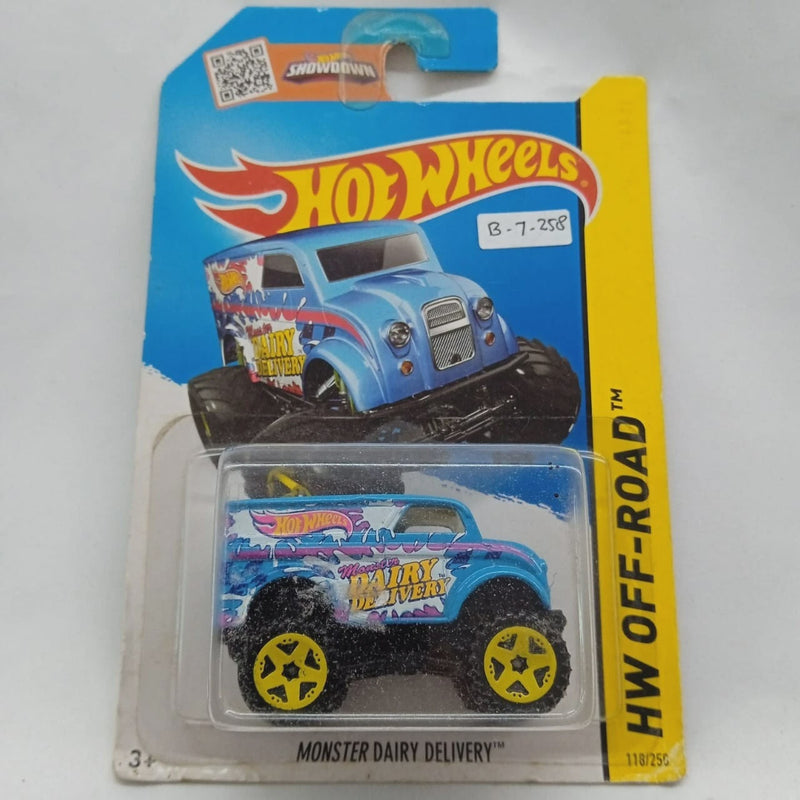 SHOWDOWN
HOT WHEELS
B-7-258
Monster
DAIRY
DELIVERY
HOT WHEELS
Monster
DAIRY
DELIVERY™
HW OFF-ROAD™
3+
MONSTER DAIRY DELIVERY™
118/250